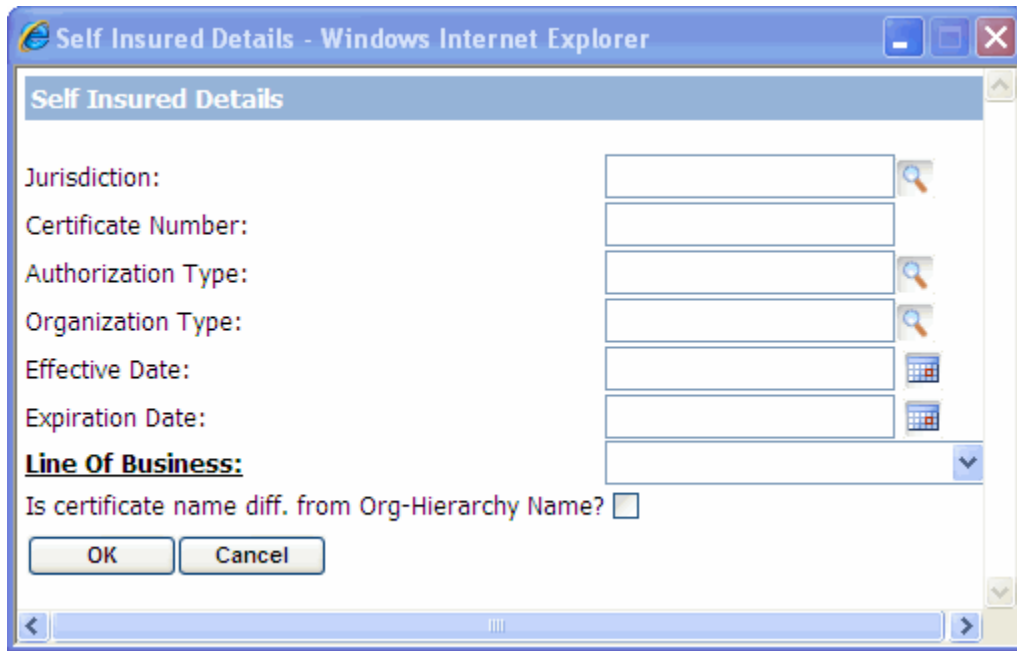 Self Insured Details - Windows Internet Explorer
Self Insured Details
Jurisdiction:
Certificate Number:
Authorization Type:
Organization Type:
Effective Date:
Expiration Date:
Line Of Business:
Is certificate name diff. from Org-Hierarchy Name?
OK Cancel